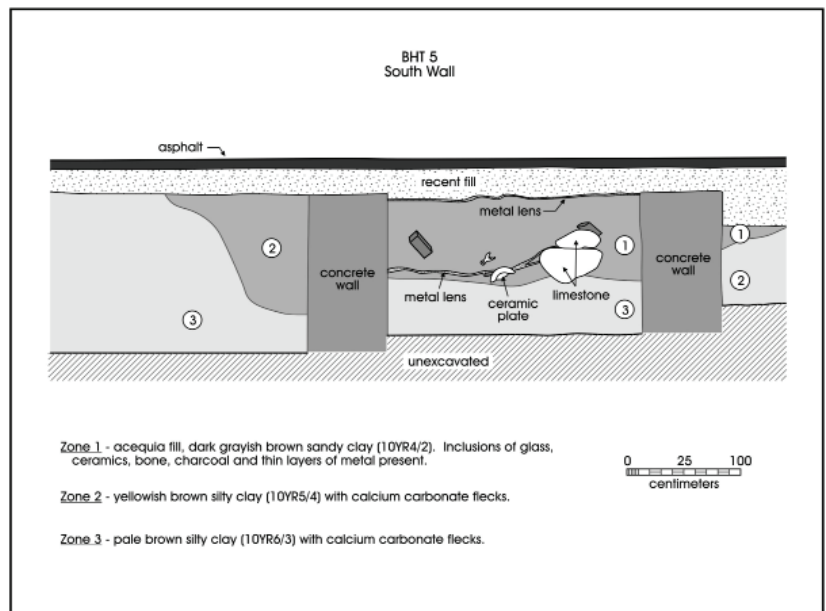 BHT 5
South Wall
asphalt
recent fill
metal lens
1
2
1
concrete
wall
concrete
wall
2
metal lens
ceramic
plate
limestone
3
3
unexcavated
Zone 1 - acequia fill, dark grayish brown sandy clay (10YR4/2). Inclusions of glass,
ceramics, bone, charcoal and thin layers of metal present.
0 25 100
centimeters
Zone 2 - yellowish brown silty clay (10YR5/4) with calcium carbonate flecks.
Zone 3 - pale brown silty clay (10YR6/3) with calcium carbonate flecks.